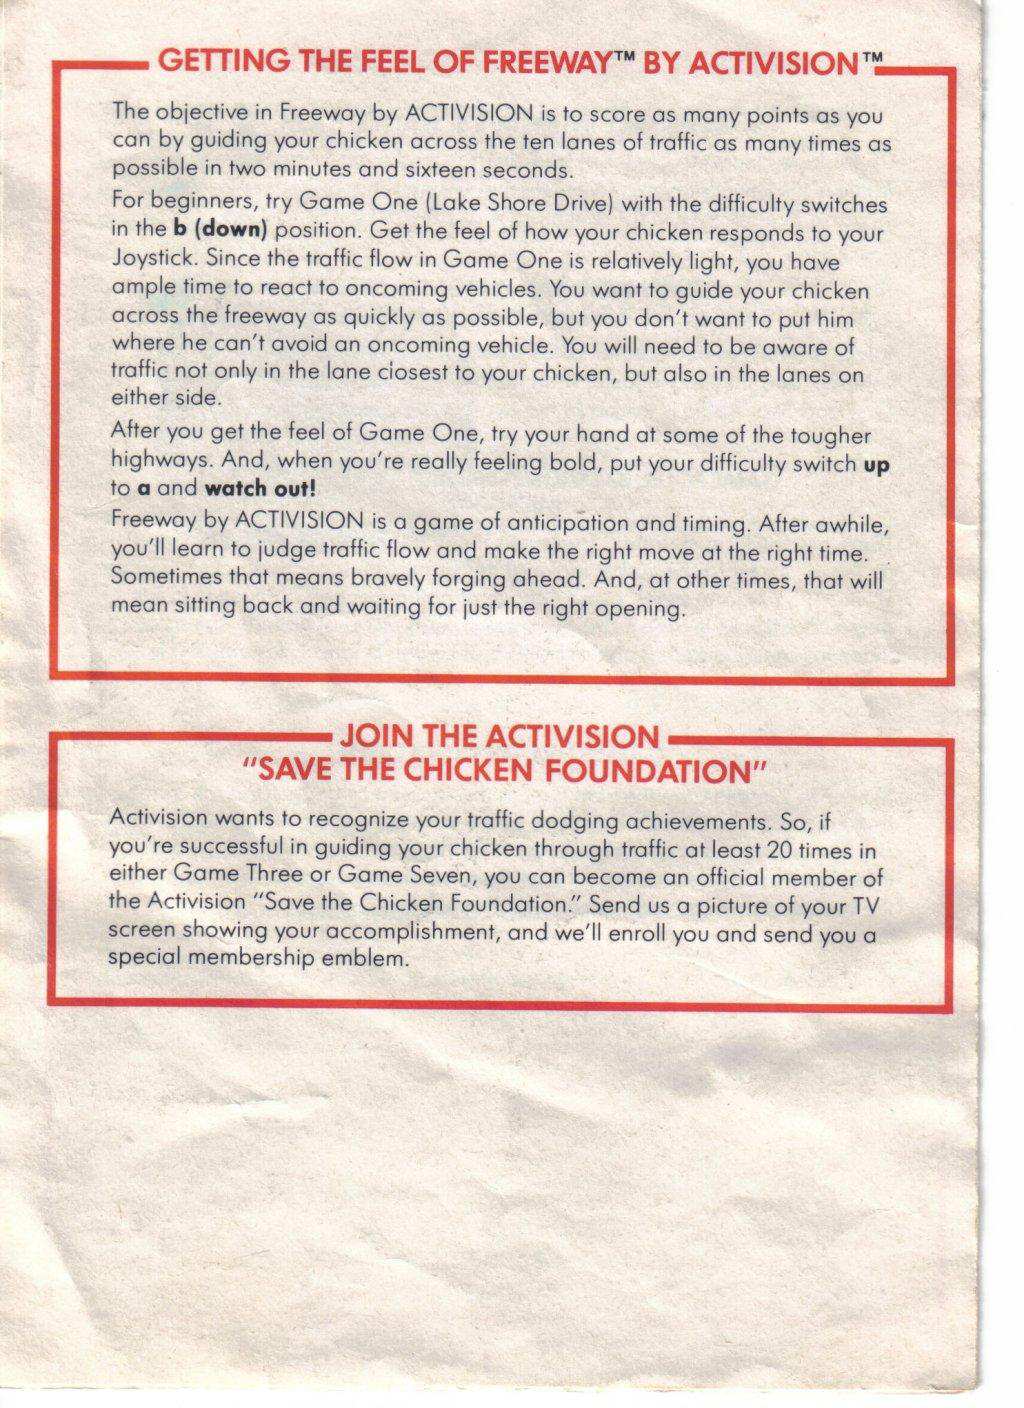 GETTING THE FEEL OF FREEWAY™ BY ACTIVISION™
The objective in Freeway by ACTIVISION is to score as many points as you
can by guiding your chicken across the ten lanes of traffic as many times as
possible in two minutes and sixteen seconds.
For beginners, try Game One (Lake Shore Drive) with the difficulty switches
in the b (down) position. Get the feel of how your chicken responds to your
Joystick. Since the traffic flow in Game One is relatively light, you have
ample time to react to oncoming vehicles. You want to guide your chicken
across the freeway as quickly as possible, but you don't want to put him
where he can't avoid an oncoming vehicle. You will need to be aware of
traffic not only in the lane closest to your chicken, but also in the lanes on
either side.
After you get the feel of Game One, try your hand at some of the tougher
highways. And, when you're really feeling bold, put your difficulty switch up
to a and watch out!
Freeway by ACTIVISION is a game of anticipation and timing. After awhile,
you'll learn to judge traffic flow and make the right move at the right time.
Sometimes that means bravely forging ahead. And, at other times, that will
mean sitting back and waiting for just the right opening.
JOIN THE ACTIVISION
"SAVE THE CHICKEN FOUNDATION"
Activision wants to recognize your traffic dodging achievements. So, if
you're successful in guiding your chicken through traffic at least 20 times in
either Game Three or Game Seven, you can become an official member of
the Activision "Save the Chicken Foundation." Send us a picture of your TV
screen showing your accomplishment, and we'll enroll you and send you a
special membership emblem.